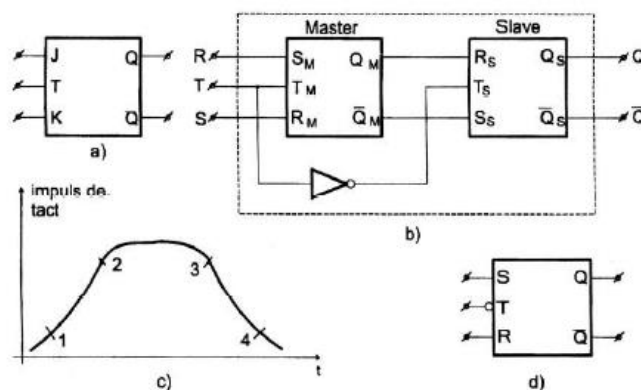 J Q
T
K Q̅
a)
Master
Slave
R
T
S
S_M Q_M
T_M
R_M Q̅_M
R_S Q_S
T_S
S_S Q̅_S
Q
Q̅
b)
impuls de.
tact
1
2
3
4
t
c)
S Q
T
R Q̅
d)